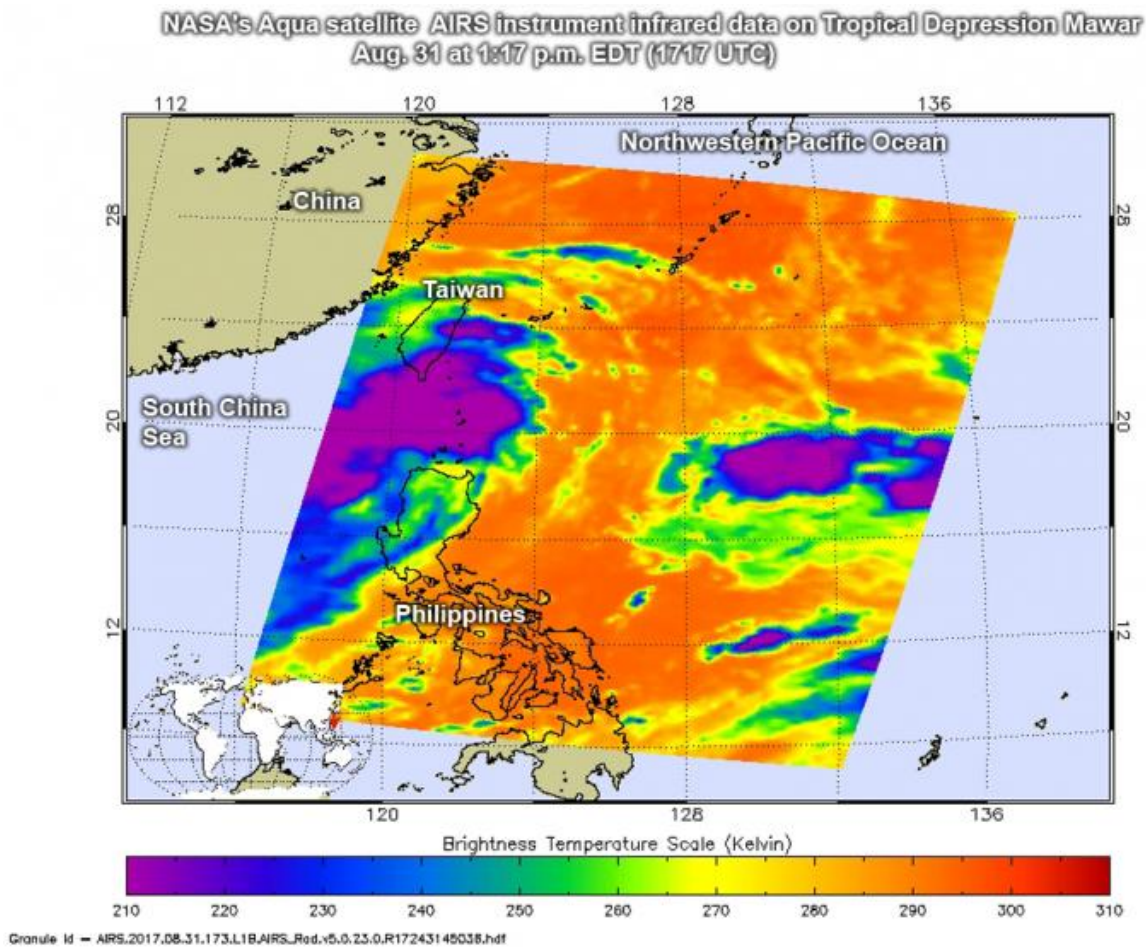 NASA's Aqua satellite AIRS instrument infrared data on Tropical Depression Mawar
Aug. 31 at 1:17 p.m. EDT (1717 UTC)
112 120 128 136
Northwestern Pacific Ocean
China
28 28
Taiwan
South China
Sea
20 20
Philippines
12 12
120 128 136
Brightness Temperature Scale (Kelvin)
210 220 230 240 250 260 270 280 290 300 310
Granule Id – AIRS.2017.08.31.173.L1B.AIRS_Rad.v5.0.23.0.R17243145038.hdf